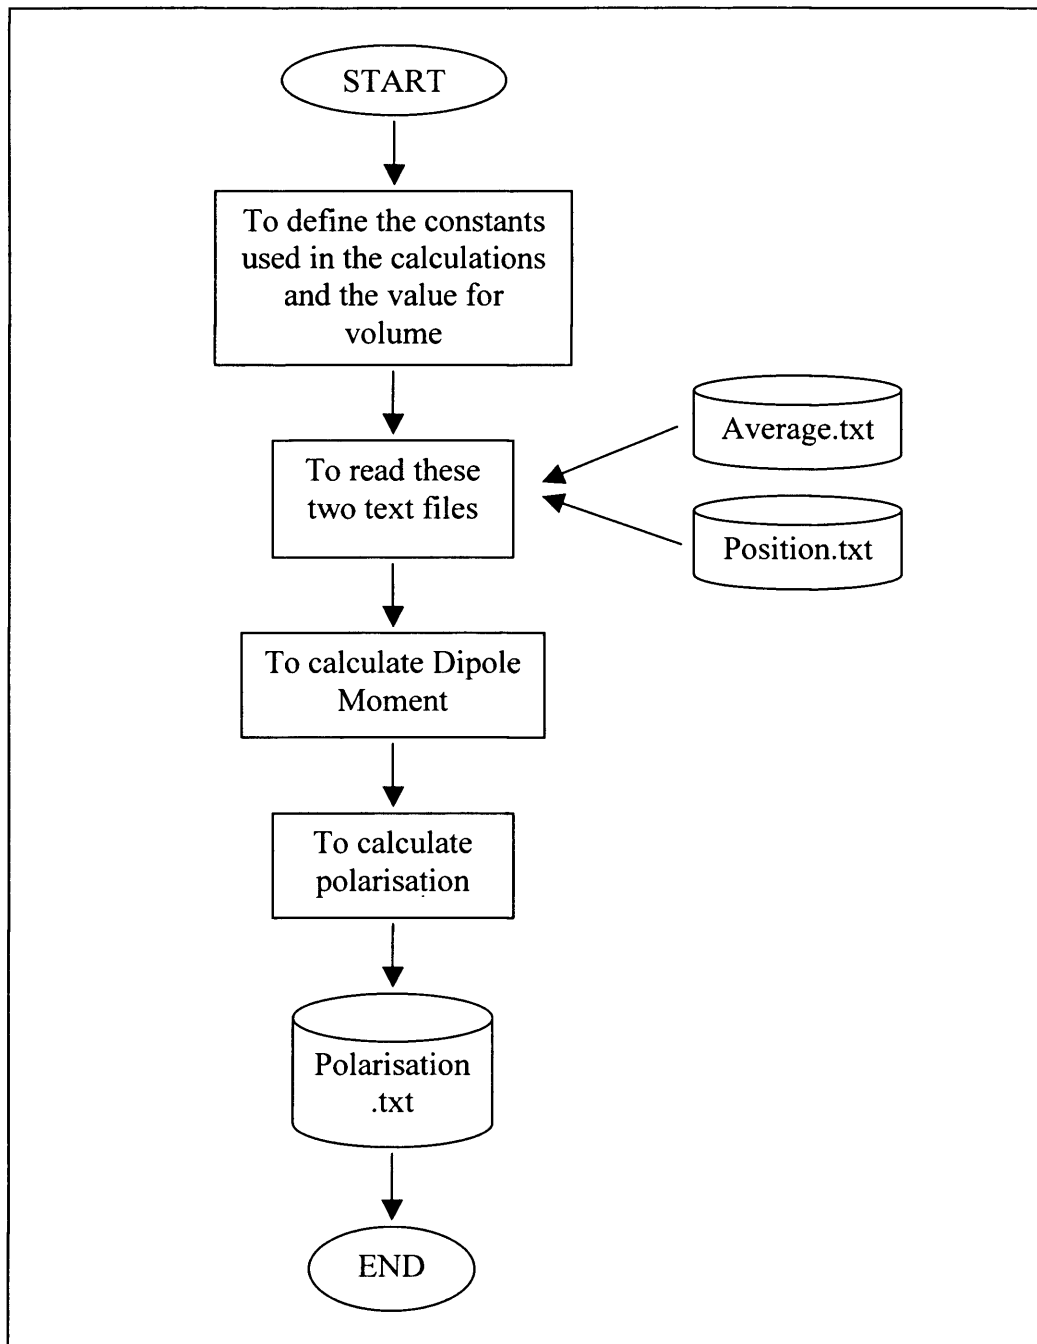 START
To define the constants
used in the calculations
and the value for
volume
Average.txt
To read these
two text files
Position.txt
To calculate Dipole
Moment
To calculate
polarisation
Polarisation
.txt
END